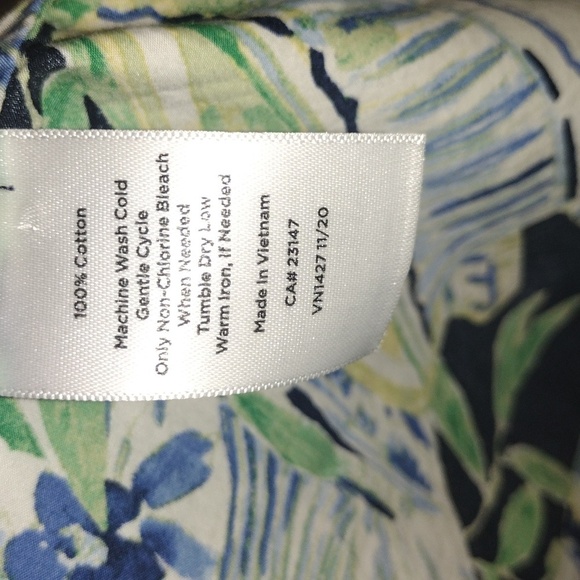 100% Cotton
Machine Wash Cold
Gentle Cycle
Only Non-Chlorine Bleach
When Needed
Tumble Dry Low
Warm Iron, If Needed
Made In Vietnam
CA# 23147
VN1427 11/20